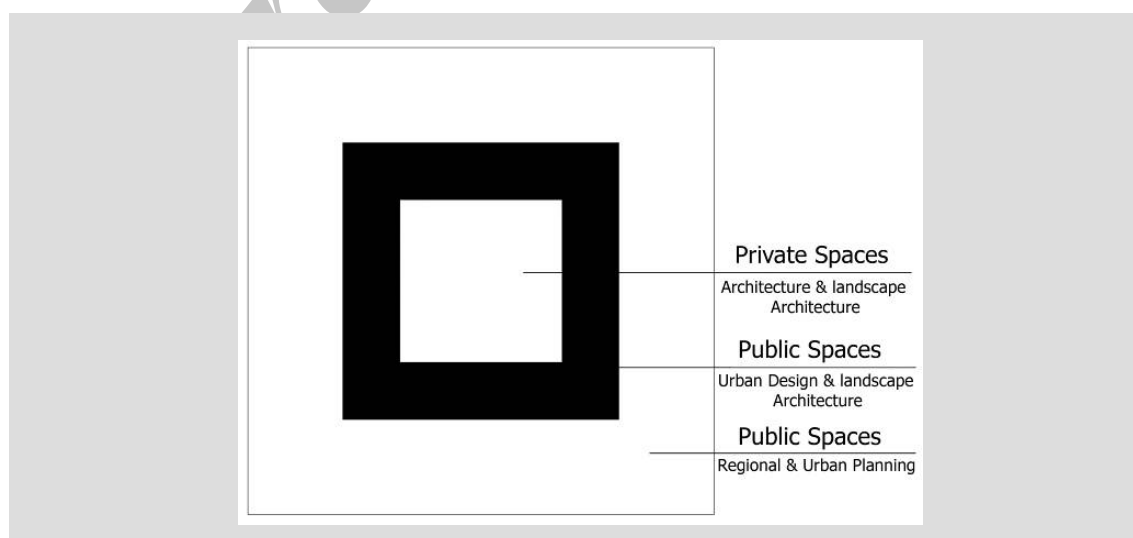 Private Spaces
Architecture & landscape
Architecture
Public Spaces
Urban Design & landscape
Architecture
Public Spaces
Regional & Urban Planning